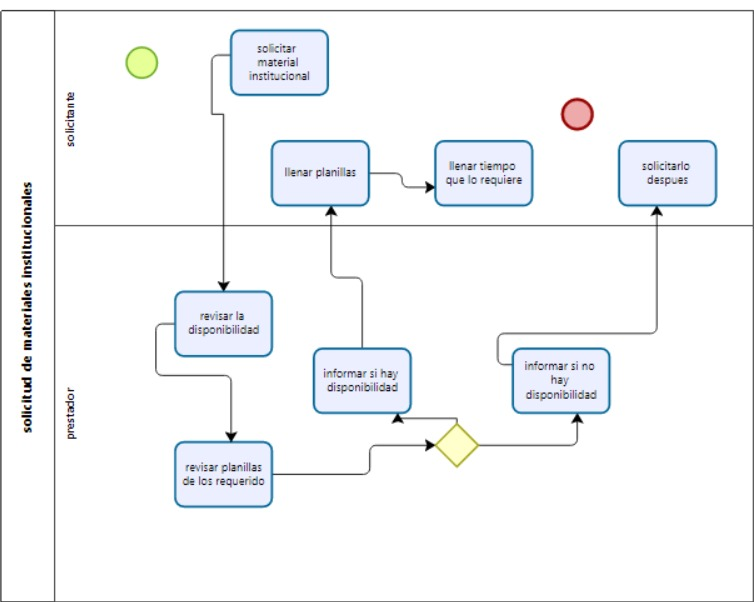 solicitud de materiales institucionales
solicitante
solicitar
material
institucional
llenar planillas
llenar tiempo
que lo requiere
solicitarlo
despues
prestador
revisar la
disponibilidad
informar si hay
disponibilidad
informar si no
hay
disponibilidad
revisar planillas
de los requerido